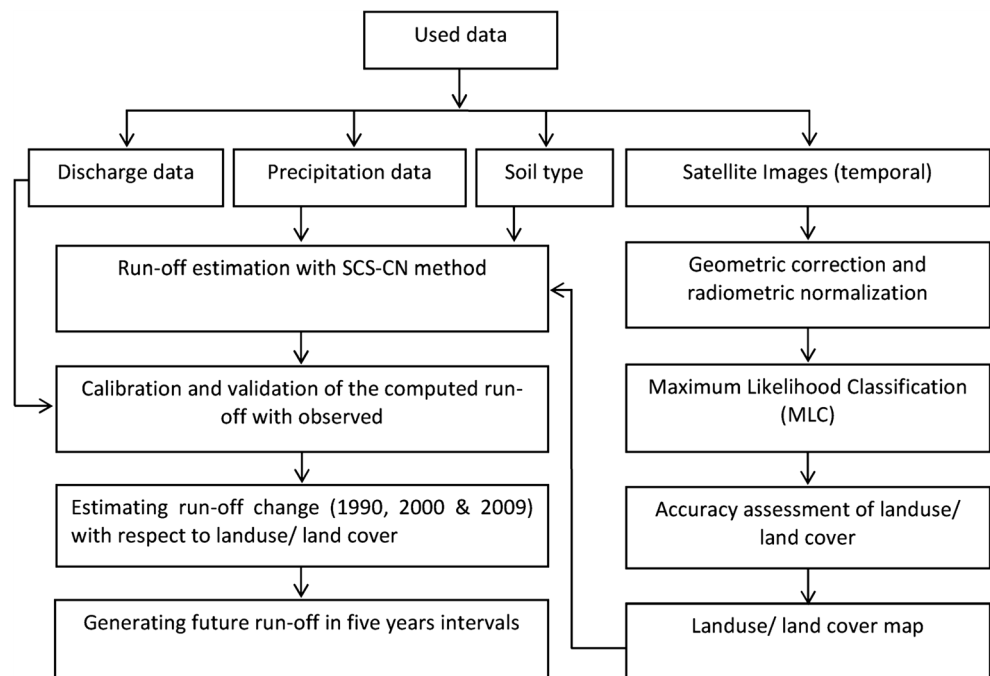 Used data
Discharge data
Precipitation data
Soil type
Satellite Images (temporal)
Run-off estimation with SCS-CN method
Geometric correction and
radiometric normalization
Calibration and validation of the computed run-
off with observed
Maximum Likelihood Classification
(MLC)
Estimating run-off change (1990, 2000 & 2009)
with respect to landuse/ land cover
Accuracy assessment of landuse/
land cover
Generating future run-off in five years intervals
Landuse/ land cover map